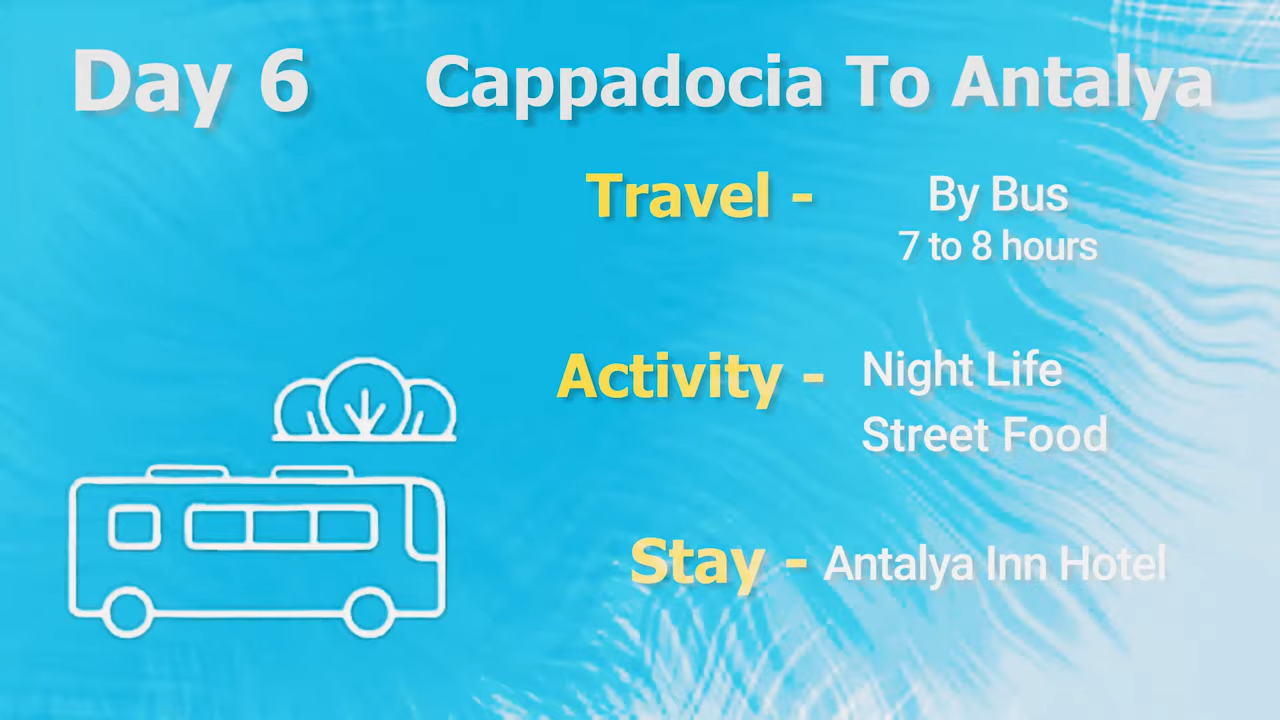 Day 6
Cappadocia To Antalya
Travel -
By Bus
7 to 8 hours
Activity -
Night Life
Street Food
Stay -
Antalya Inn Hotel